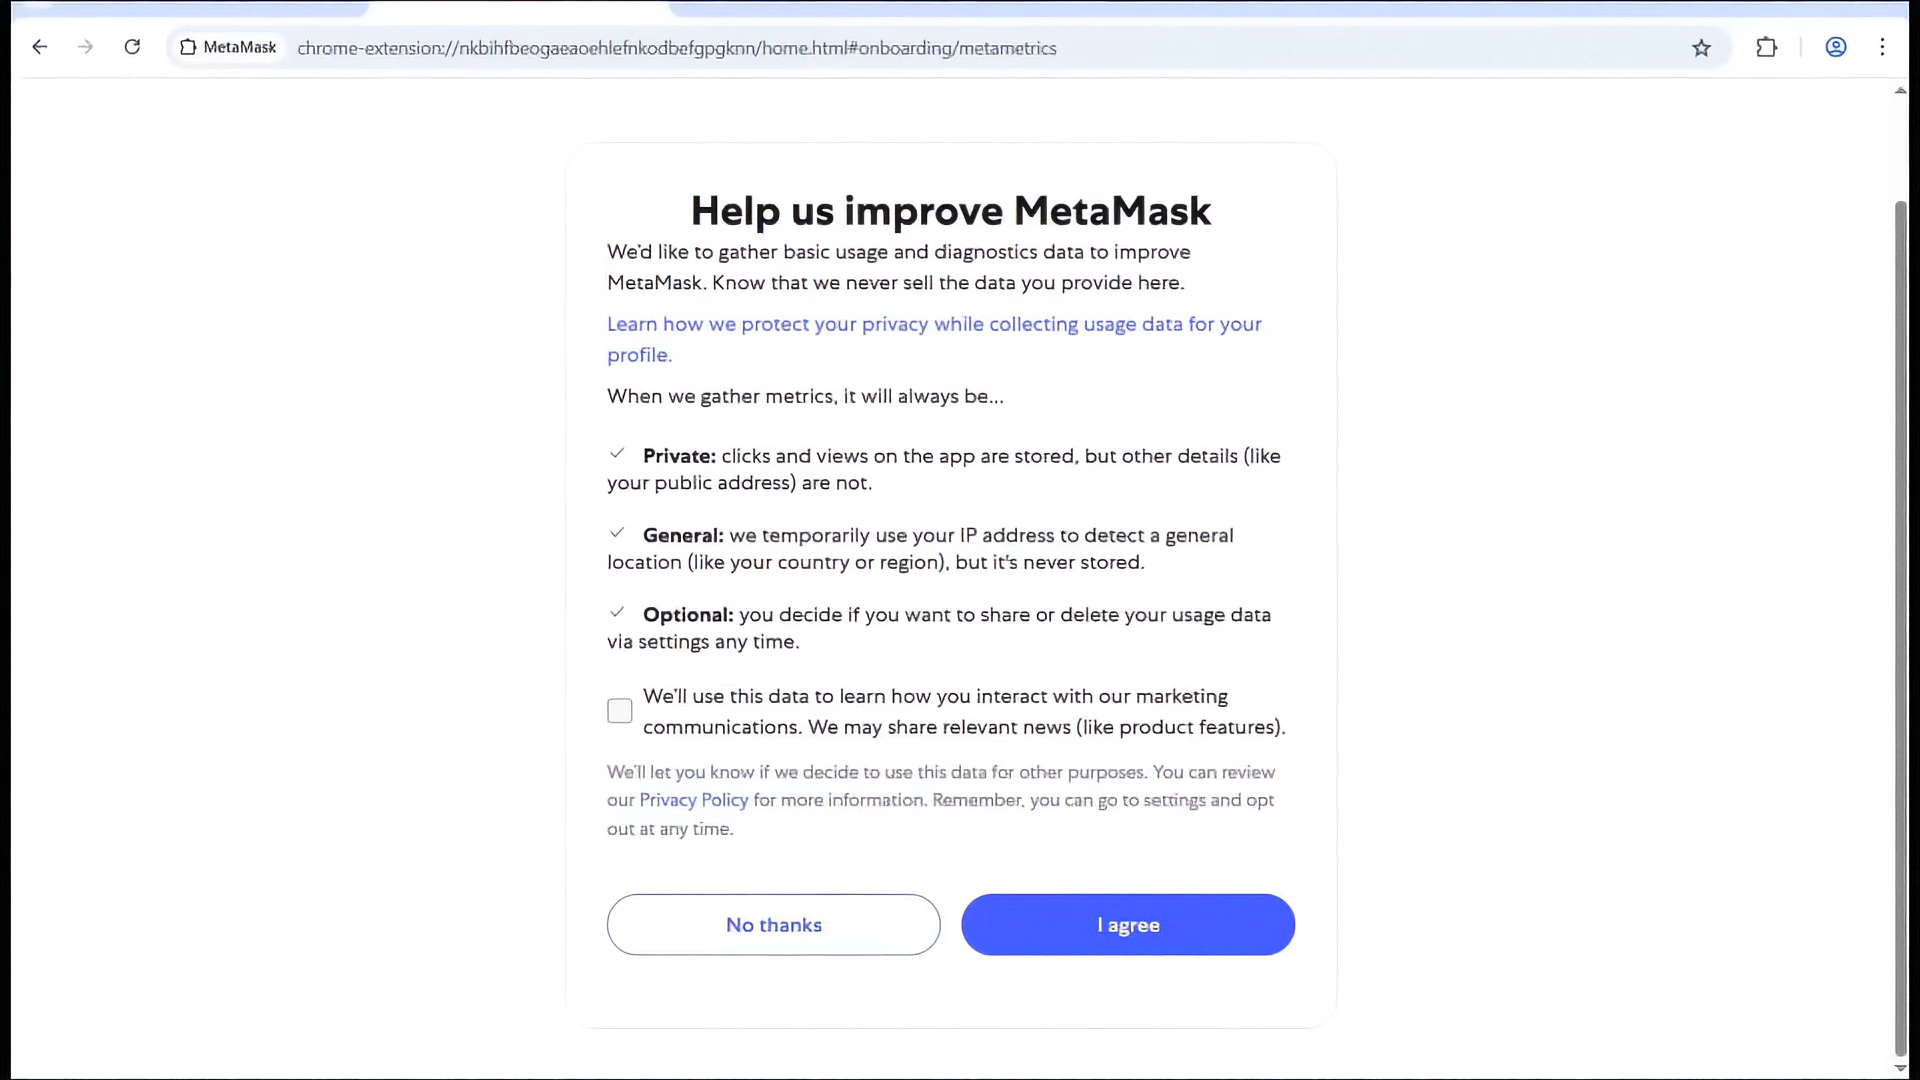 MetaMask chrome-extension://nkbihfbeogaeaoehlefnkodbefgpgknn/home.html#onboarding/metametrics
Help us improve MetaMask
We'd like to gather basic usage and diagnostics data to improve
MetaMask. Know that we never sell the data you provide here.
Learn how we protect your privacy while collecting usage data for your
profile.
When we gather metrics, it will always be...
Private: clicks and views on the app are stored, but other details (like
your public address) are not.
General: we temporarily use your IP address to detect a general
location (like your country or region), but it's never stored.
Optional: you decide if you want to share or delete your usage data
via settings any time.
We'll use this data to learn how you interact with our marketing
communications. We may share relevant news (like product features).
We'll let you know if we decide to use this data for other purposes. You can review
our Privacy Policy for more information. Remember, you can go to settings and opt
out at any time.
No thanks
I agree